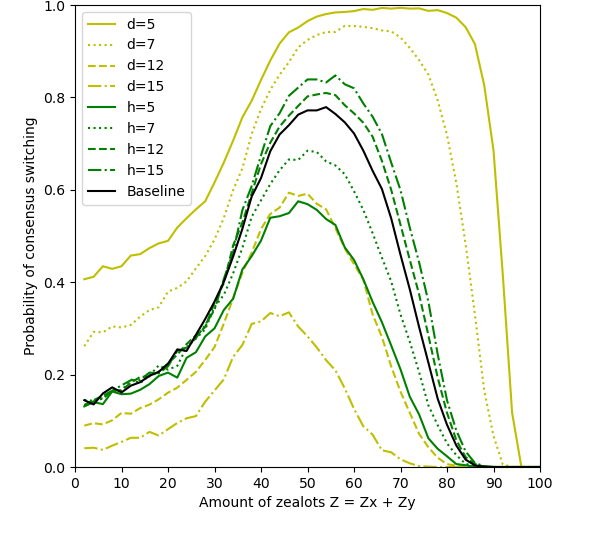 1.0
0.8
0.6
0.4
0.2
0.0
Probability of consensus switching
d=5
d=7
d=12
d=15
h=5
h=7
h=12
h=15
Baseline
0 10 20 30 40 50 60 70 80 90 100
Amount of zealots Z = Zx + Zy